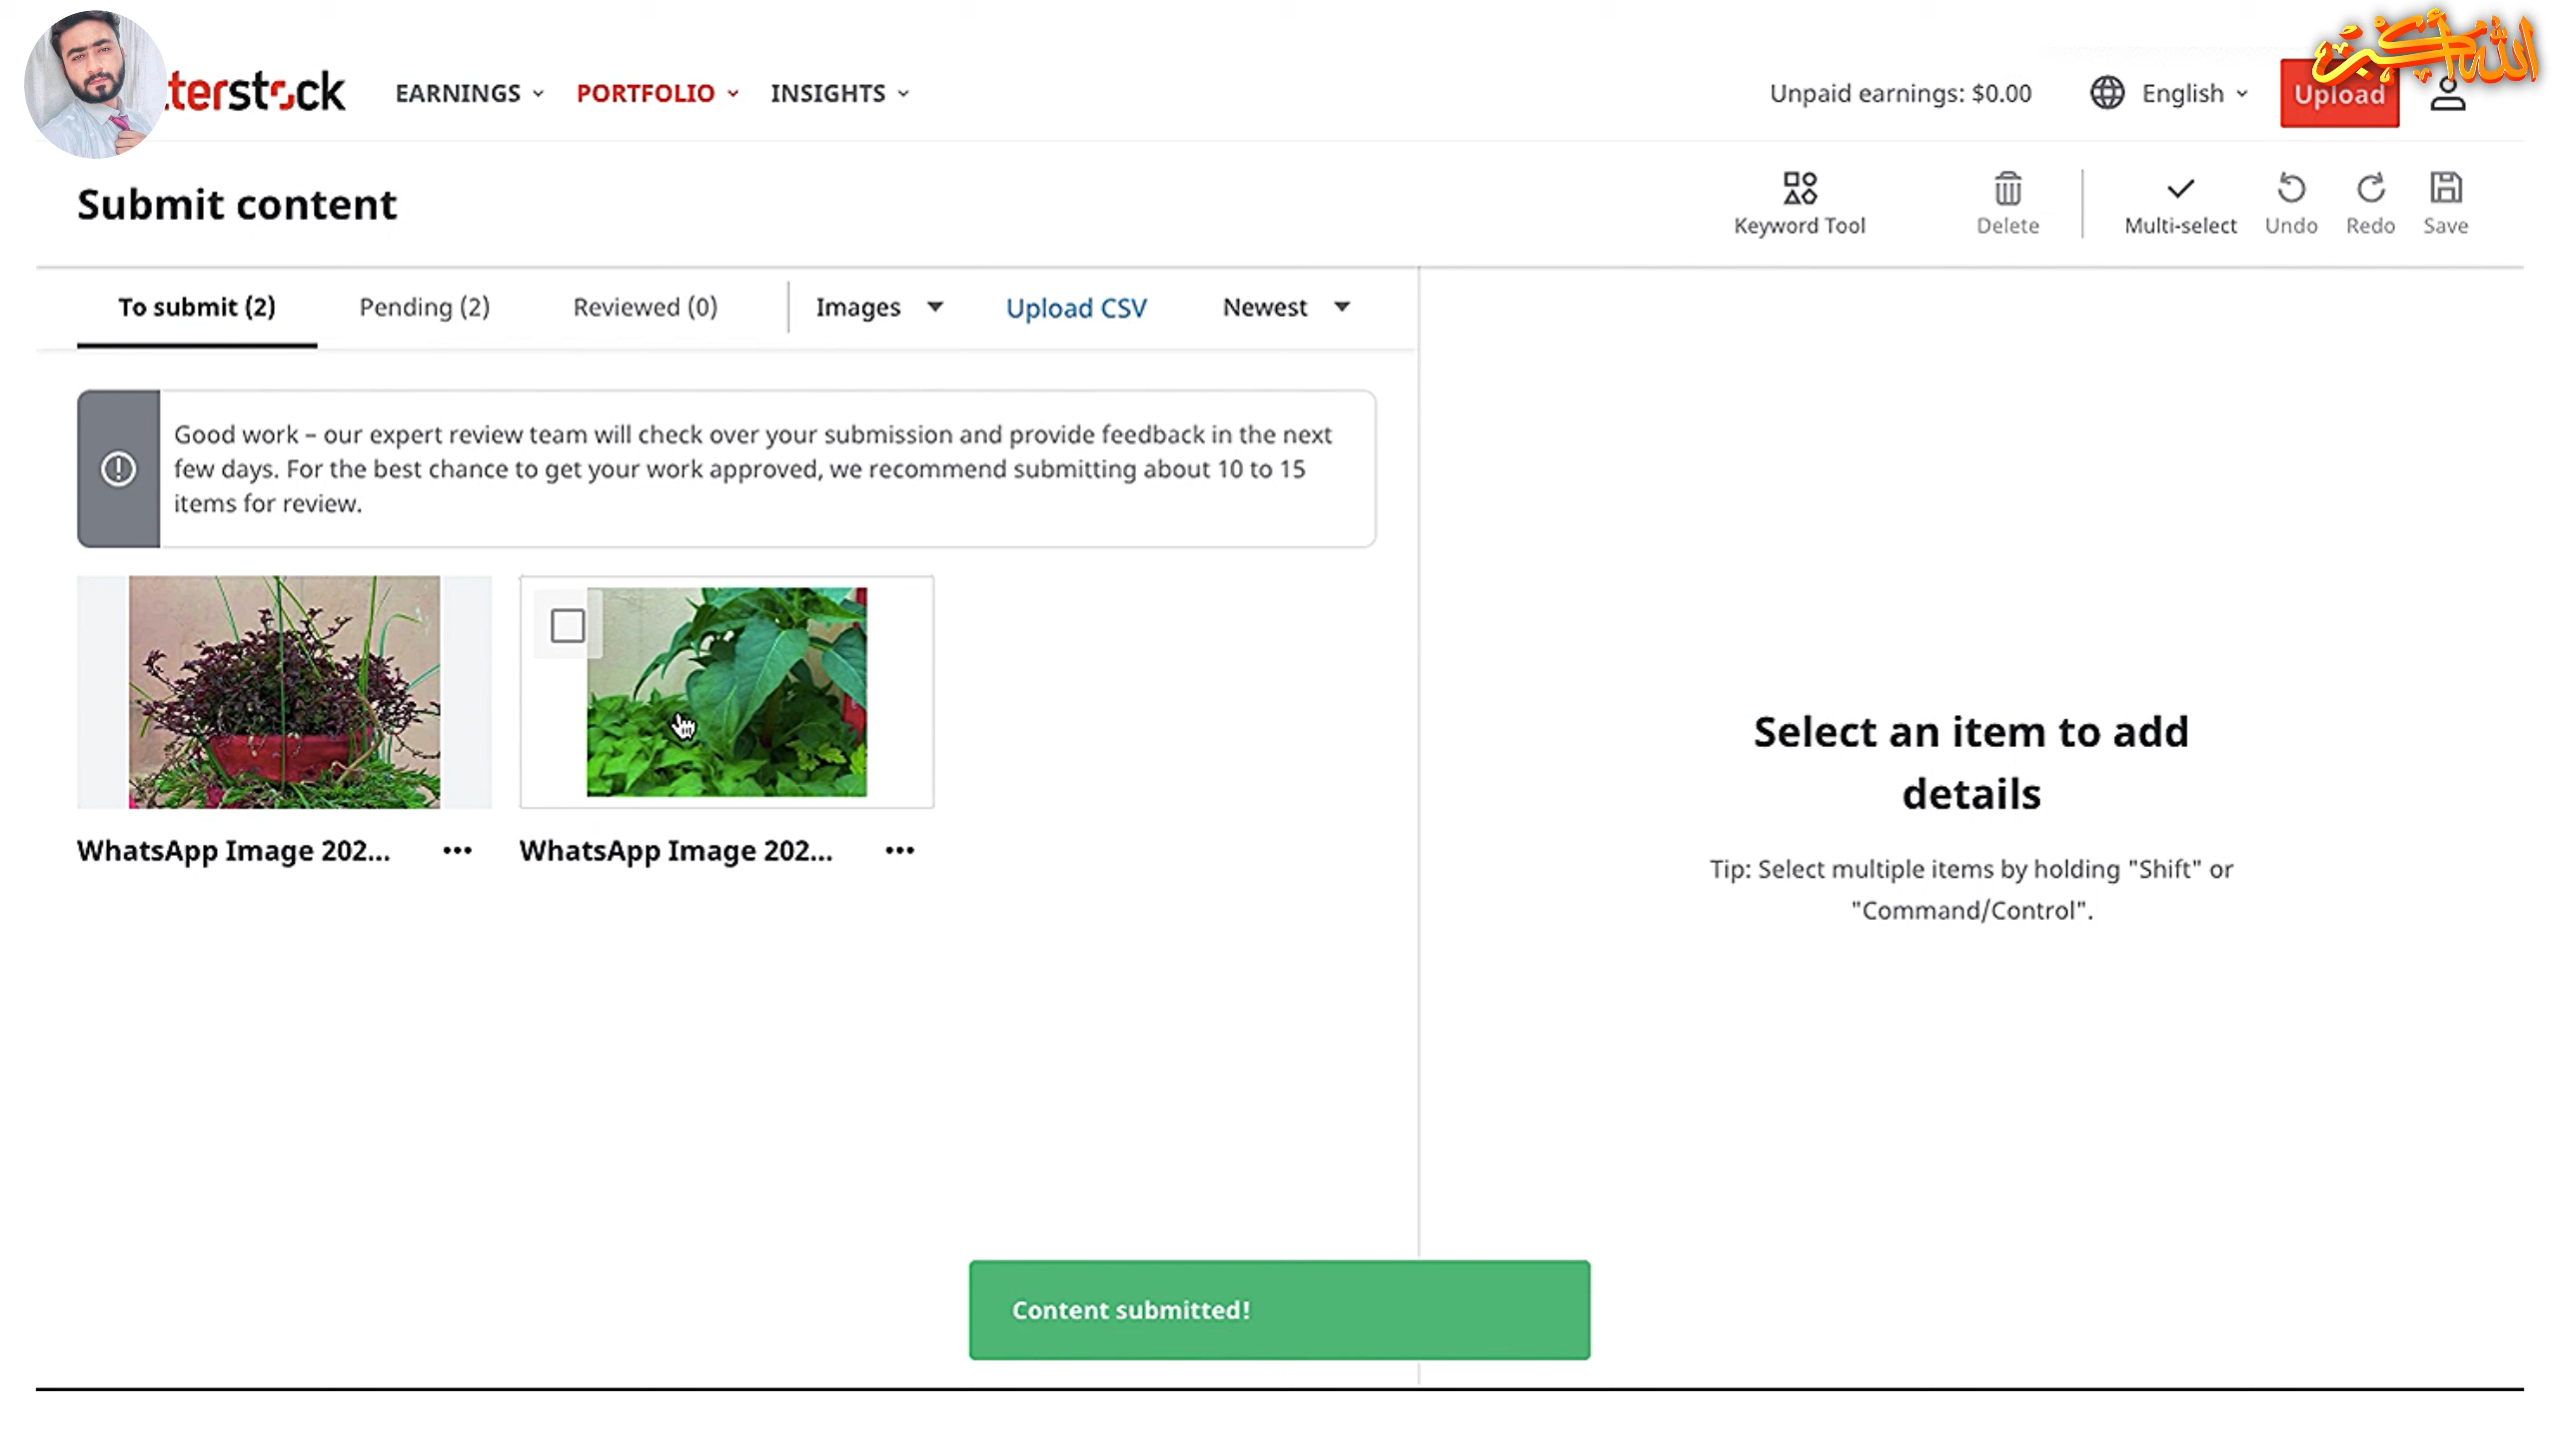 terstock
EARNINGS
PORTFOLIO
INSIGHTS
Unpaid earnings: $0.00
English
Upload
الله أكبر
Submit content
Keyword Tool
Delete
Multi-select
Undo
Redo
Save
To submit (2)
Pending (2)
Reviewed (0)
Images
Upload CSV
Newest
Good work – our expert review team will check over your submission and provide feedback in the next
few days. For the best chance to get your work approved, we recommend submitting about 10 to 15
items for review.
WhatsApp Image 202...
WhatsApp Image 202...
Select an item to add
details
Tip: Select multiple items by holding "Shift" or
"Command/Control".
Content submitted!